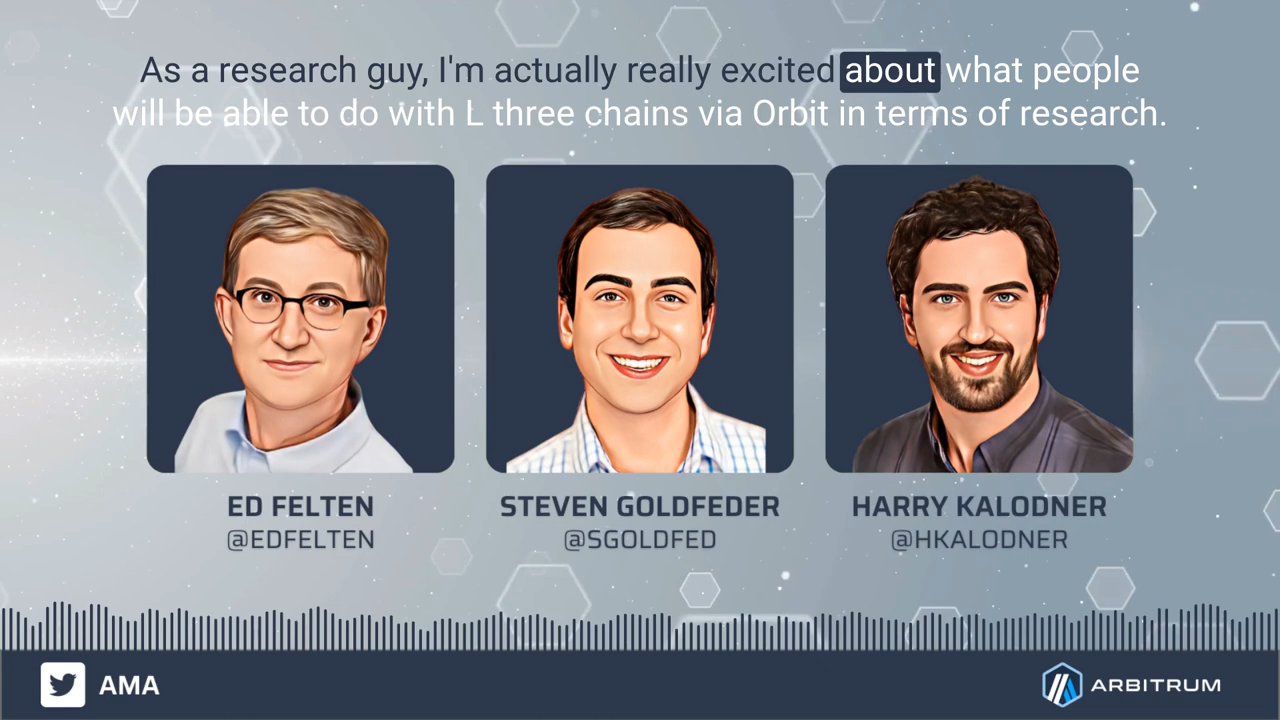 As a research guy, I'm actually really excited about what people
will be able to do with L three chains via Orbit in terms of research.
ED FELTEN
@EDFELTEN
STEVEN GOLDFEDER
@SGOLDFED
HARRY KALODNER
@HKALODNER
AMA
ARBITRUM